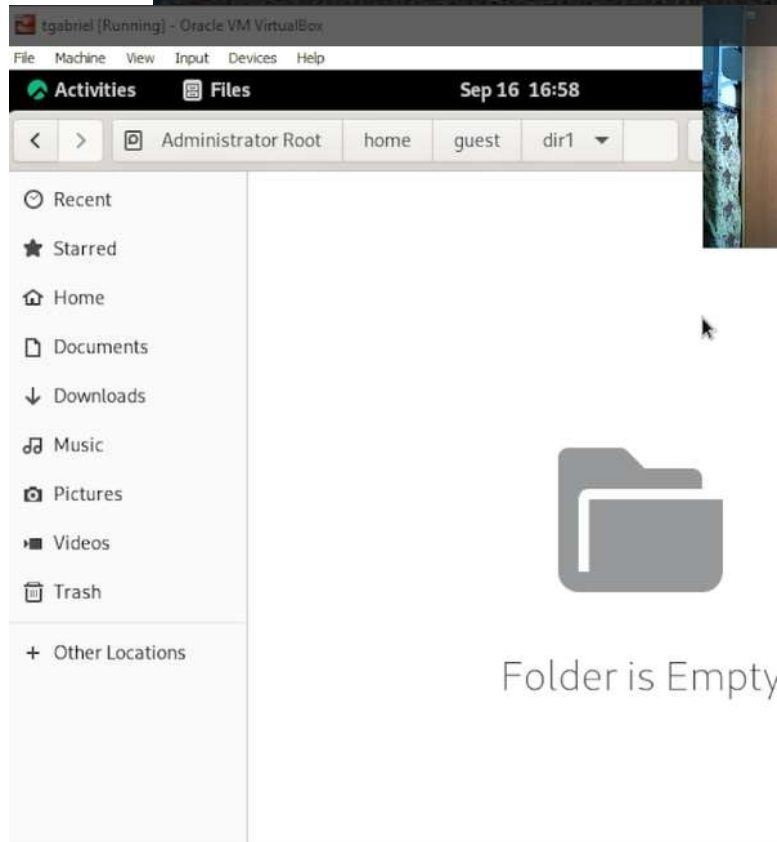 tgabriel [Running] - Oracle VM VirtualBox
File Machine View Input Devices Help
Activities Files Sep 16 16:58
Administrator Root home guest dir1
Recent
Starred
Home
Documents
Downloads
Music
Pictures
Videos
Trash
+ Other Locations
Folder is Empty